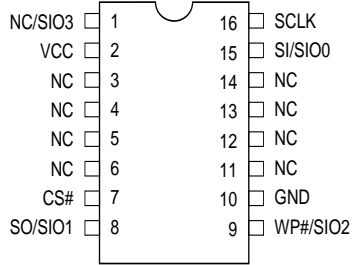 NC/SIO3 1 16 SCLK
VCC 2 15 SI/SIO0
NC 3 14 NC
NC 4 13 NC
NC 5 12 NC
NC 6 11 NC
CS# 7 10 GND
SO/SIO1 8 9 WP#/SIO2